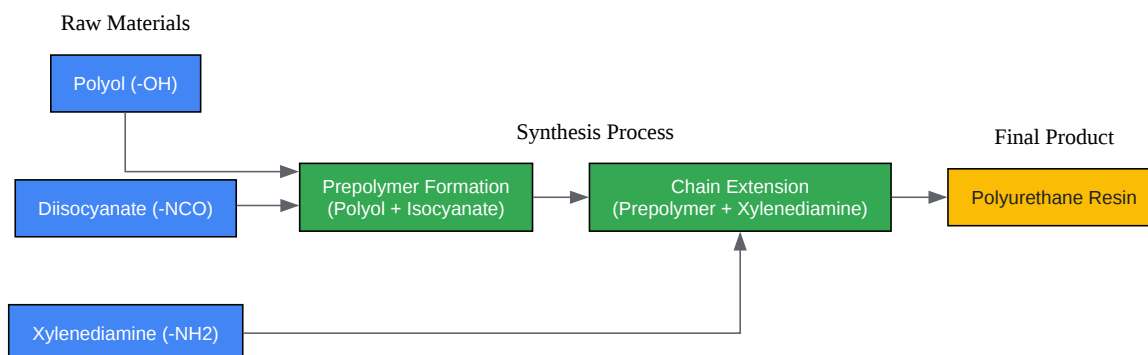 Raw Materials
Polyol (-OH)
Synthesis Process
Final Product
Diisocyanate (-NCO)
Prepolymer Formation
(Polyol + Isocyanate)
Chain Extension
(Prepolymer + Xylenediamine)
Polyurethane Resin
Xylenediamine (-NH2)